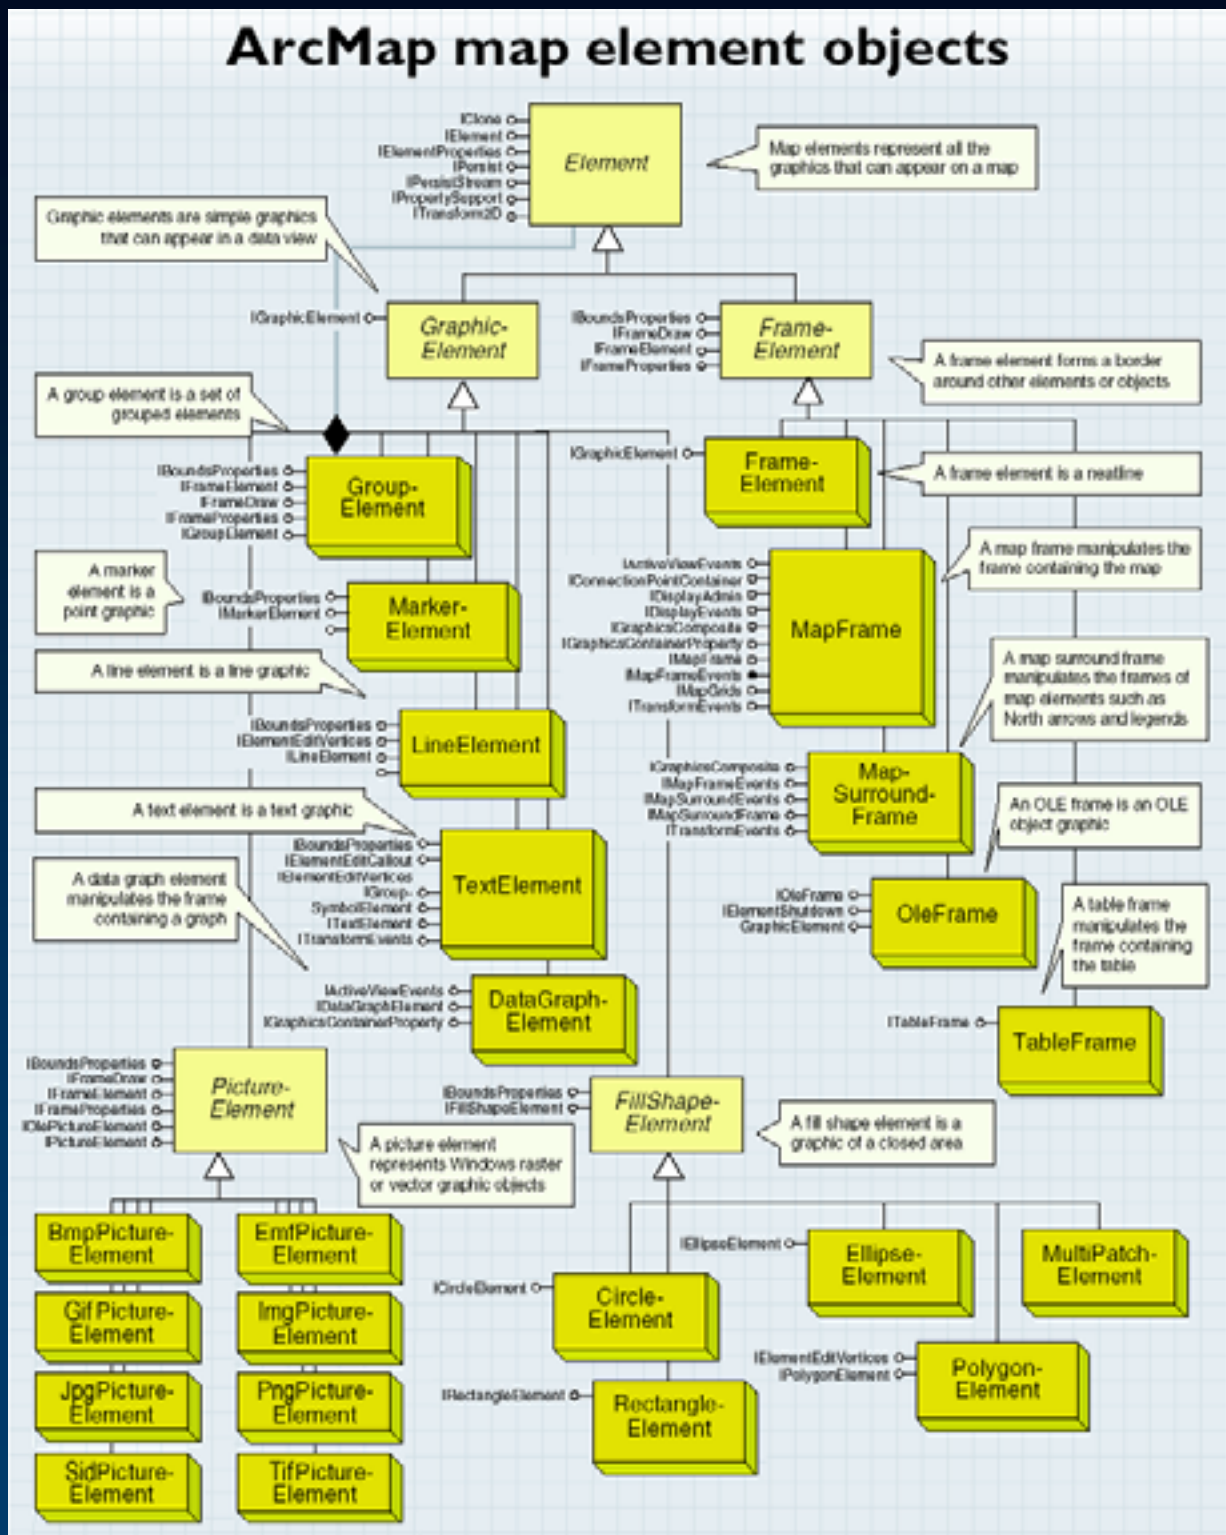 ArcMap map element objects
IClone
IElement
IElementProperties
IPersist
IPersistStream
IPropertySupport
ITransform2D
Element
Map elements represent all the
graphics that can appear on a map
Graphic elements are simple graphics
that can appear in a data view
IGraphicElement
Graphic-
Element
IBoundsProperties
IFrameDraw
IFrameElement
IFrameProperties
Frame-
Element
A frame element forms a border
around other elements or objects
A group element is a set of
grouped elements
IBoundsProperties
IFrameElement
IFrameDraw
IFrameProperties
IGroupElement
Group-
Element
IGraphicElement
Frame-
Element
A frame element is a neatline
A marker
element is a
point graphic
IBoundsProperties
IMarkerElement
Marker-
Element
IActiveViewEvents
IConnectionPointContainer
IDisplayAdmin
IDisplayEvents
IGraphicsComposite
IGraphicsContainerProperty
IMapFrame
IMapFrameEvents
IMapGrids
ITransformEvents
MapFrame
A map frame manipulates the
frame containing the map
A line element is a line graphic
IBoundsProperties
IElementEditVertices
ILineElement
LineElement
A map surround frame
manipulates the frames of
map elements such as
North arrows and legends
IGraphicsComposite
IMapFrameEvents
IMapSurroundEvents
IMapSurroundFrame
ITransformEvents
Map-
Surround-
Frame
A text element is a text graphic
IBoundsProperties
IElementEditCallout
IElementEditVertices
IGroup-
SymbolElement
ITextElement
ITransformEvents
TextElement
An OLE frame is an OLE
object graphic
IOleFrame
IElementShutdown
GraphicElement
OleFrame
A data graph element
manipulates the frame
containing a graph
IActiveViewEvents
IDataGraphElement
IGraphicsContainerProperty
DataGraph-
Element
A table frame
manipulates the
frame containing
the table
ITableFrame
TableFrame
IBoundsProperties
IFrameDraw
IFrameElement
IFrameProperties
IOlePictureElement
IPictureElement
Picture-
Element
A picture element
represents Windows raster
or vector graphic objects
IBoundsProperties
IFillShapeElement
FillShape-
Element
A fill shape element is a
graphic of a closed area
BmpPicture-
Element
EmfPicture-
Element
GifPicture-
Element
ImgPicture-
Element
JpgPicture-
Element
PngPicture-
Element
SidPicture-
Element
TifPicture-
Element
ICircleElement
Circle-
Element
IEllipseElement
Ellipse-
Element
MultiPatch-
Element
IRectangleElement
Rectangle-
Element
IElementEditVertices
IPolygonElement
Polygon-
Element